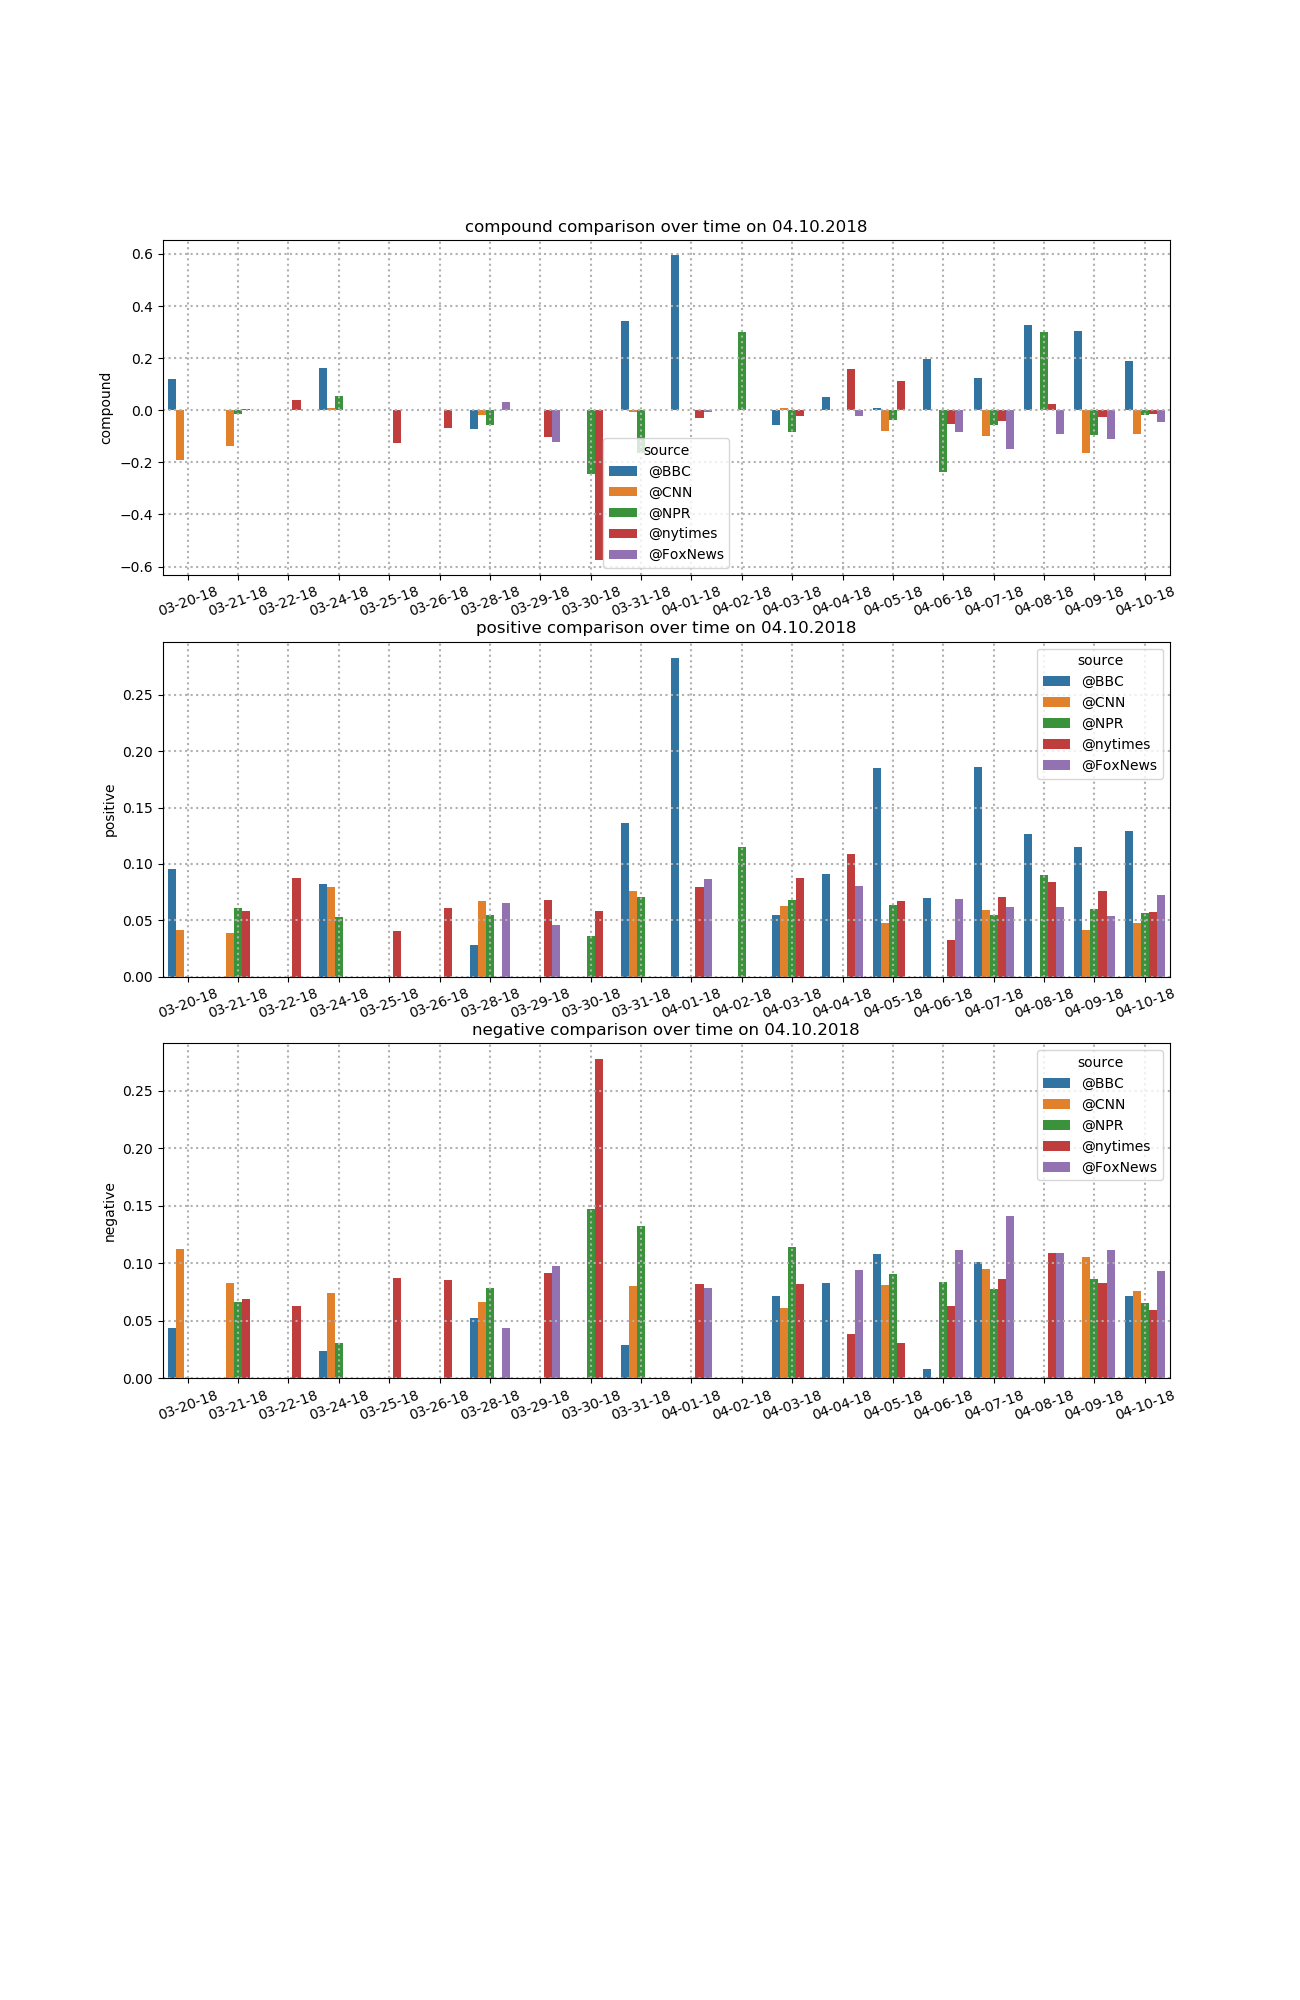 compound comparison over time on 04.10.2018
compound
0.6
0.4
0.2
0.0
−0.2
−0.4
−0.6
source
@BBC
@CNN
@NPR
@nytimes
@FoxNews
03-20-18 03-21-18 03-22-18 03-24-18 03-25-18 03-26-18 03-28-18 03-29-18 03-30-18 03-31-18 04-01-18 04-02-18 04-03-18 04-04-18 04-05-18 04-06-18 04-07-18 04-08-18 04-09-18 04-10-18
positive comparison over time on 04.10.2018
positive
0.25
0.20
0.15
0.10
0.05
0.00
source
@BBC
@CNN
@NPR
@nytimes
@FoxNews
03-20-18 03-21-18 03-22-18 03-24-18 03-25-18 03-26-18 03-28-18 03-29-18 03-30-18 03-31-18 04-01-18 04-02-18 04-03-18 04-04-18 04-05-18 04-06-18 04-07-18 04-08-18 04-09-18 04-10-18
negative comparison over time on 04.10.2018
negative
0.25
0.20
0.15
0.10
0.05
0.00
source
@BBC
@CNN
@NPR
@nytimes
@FoxNews
03-20-18 03-21-18 03-22-18 03-24-18 03-25-18 03-26-18 03-28-18 03-29-18 03-30-18 03-31-18 04-01-18 04-02-18 04-03-18 04-04-18 04-05-18 04-06-18 04-07-18 04-08-18 04-09-18 04-10-18